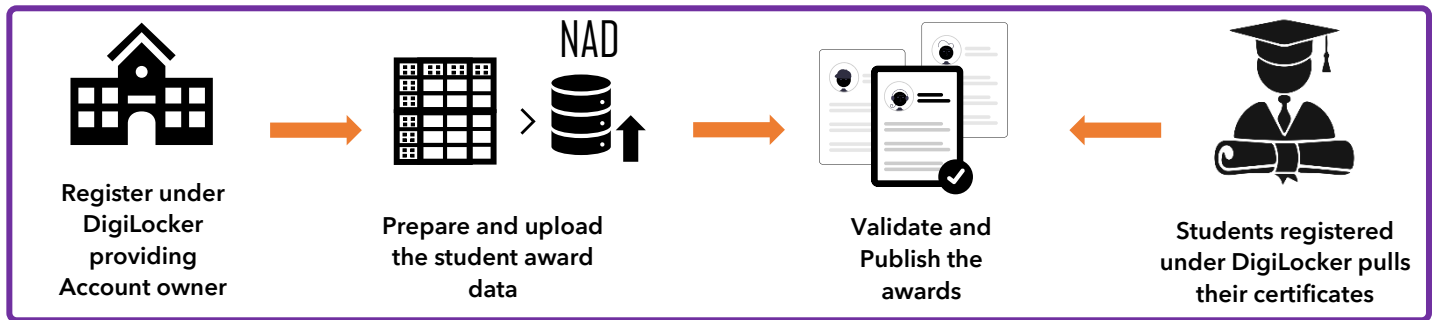 NAD
Register under
DigiLocker
providing
Account owner
Prepare and upload
the student award
data
Validate and
Publish the
awards
Students registered
under DigiLocker pulls
their certificates